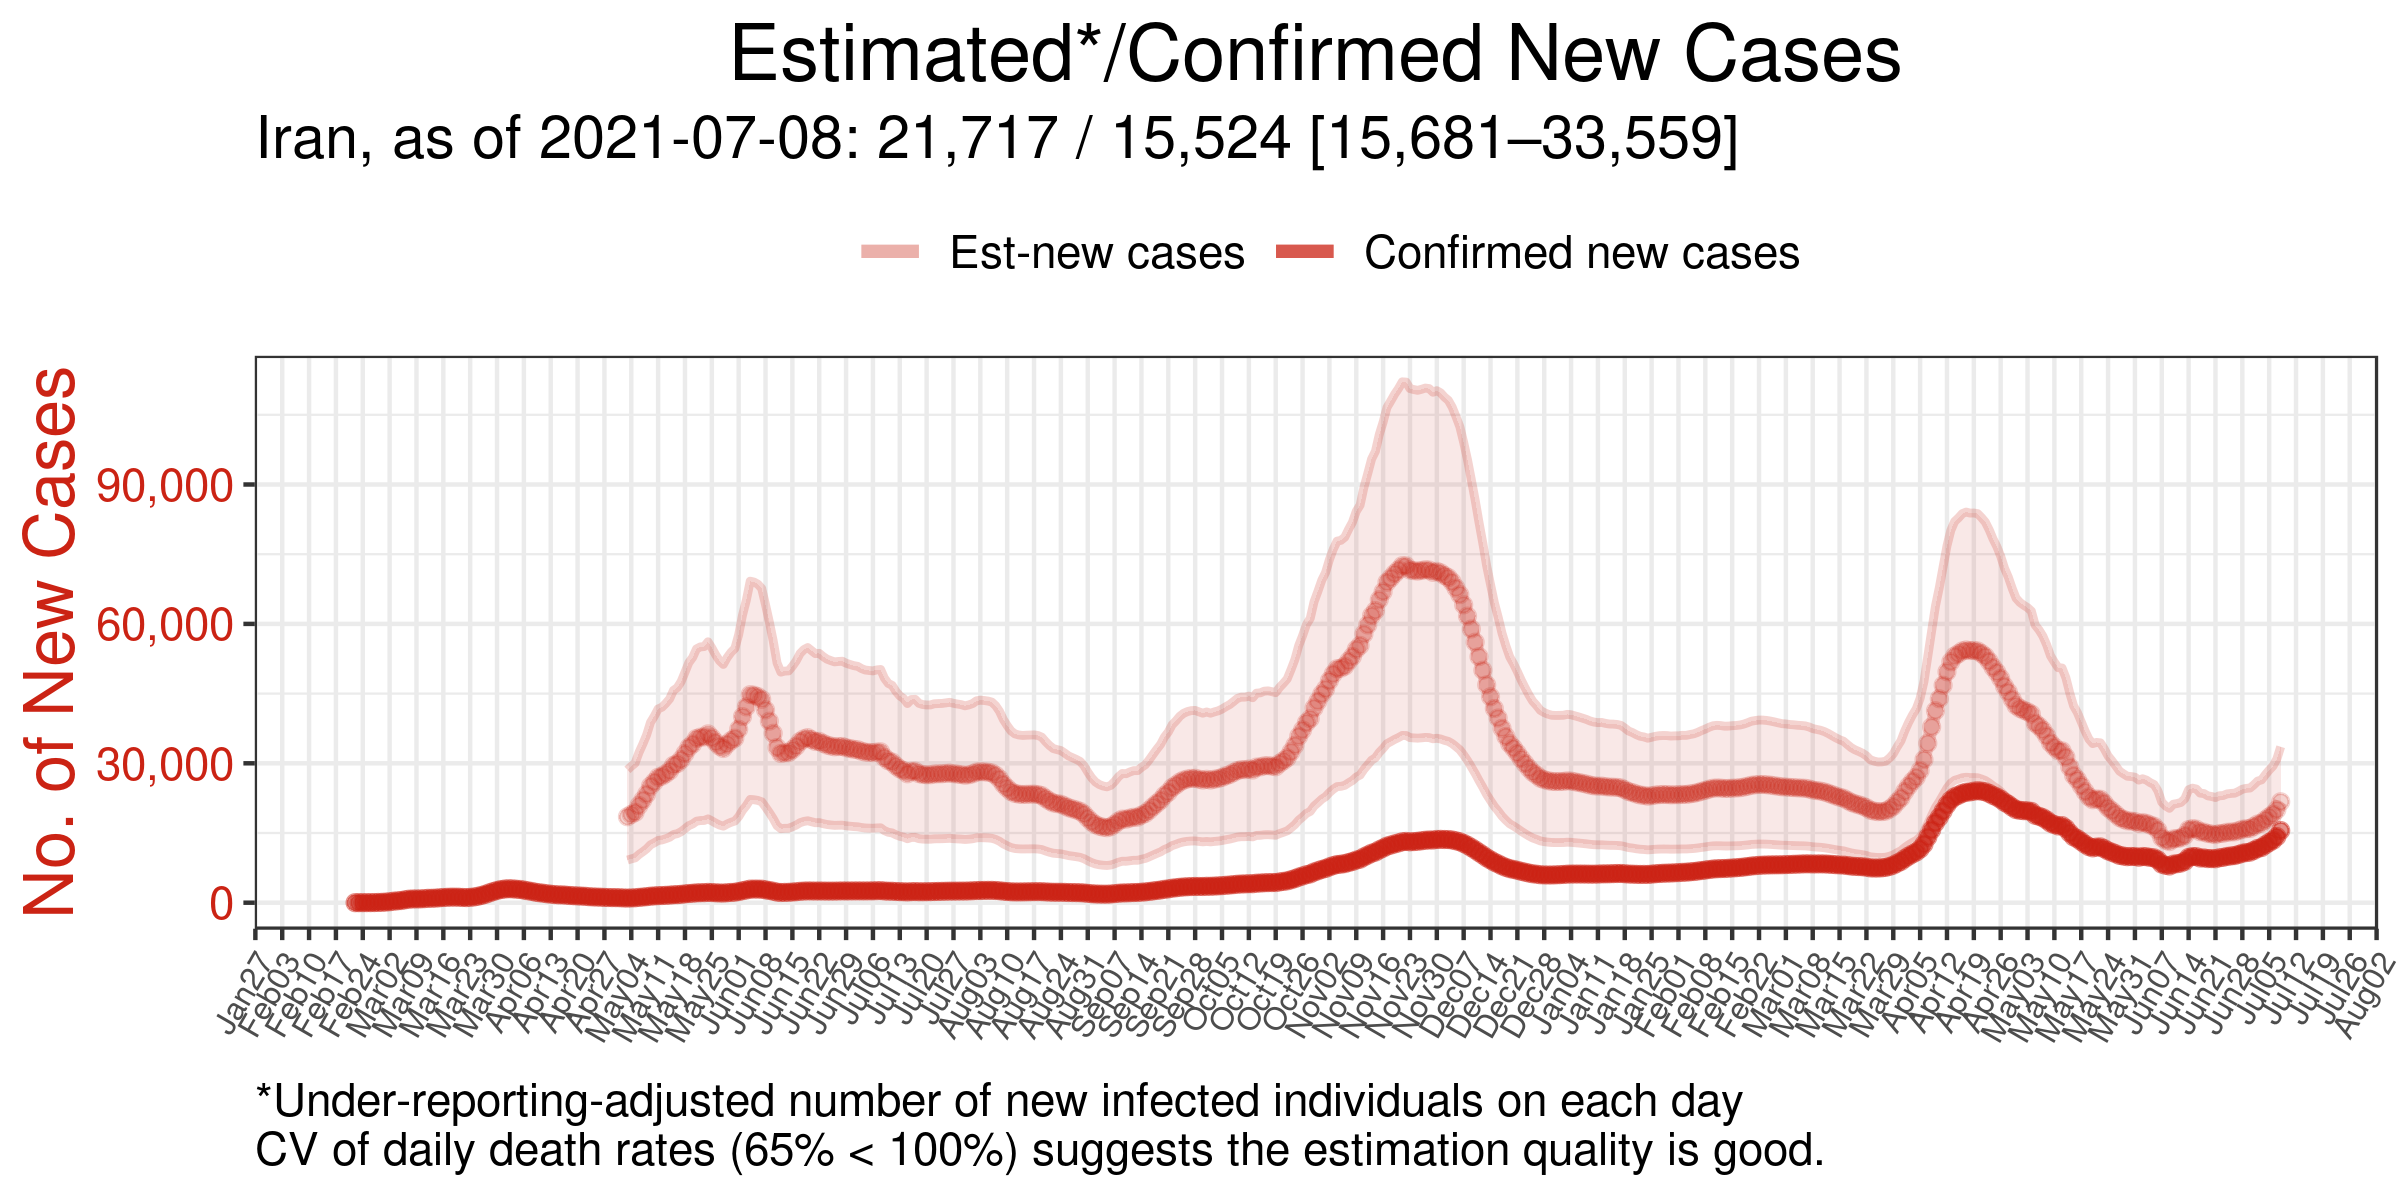 Estimated*/Confirmed New Cases
Iran, as of 2021-07-08: 21,717 / 15,524 [15,681–33,559]
Est-new cases
Confirmed new cases
No. of New Cases
90,000
60,000
30,000
0
Jan27
Feb03
Feb10
Feb17
Feb24
Mar02
Mar09
Mar16
Mar23
Mar30
Apr06
Apr13
Apr20
Apr27
May04
May11
May18
May25
Jun01
Jun08
Jun15
Jun22
Jun29
Jul06
Jul13
Jul20
Jul27
Aug03
Aug10
Aug17
Aug24
Aug31
Sep07
Sep14
Sep21
Sep28
Oct05
Oct12
Oct19
Oct26
Nov02
Nov09
Nov16
Nov23
Nov30
Dec07
Dec14
Dec21
Dec28
Jan04
Jan11
Jan18
Jan25
Feb01
Feb08
Feb15
Feb22
Mar01
Mar08
Mar15
Mar22
Mar29
Apr05
Apr12
Apr19
Apr26
May03
May10
May17
May24
May31
Jun07
Jun14
Jun21
Jun28
Jul05
Jul12
Jul19
Jul26
Aug02
*Under-reporting-adjusted number of new infected individuals on each day
CV of daily death rates (65% < 100%) suggests the estimation quality is good.